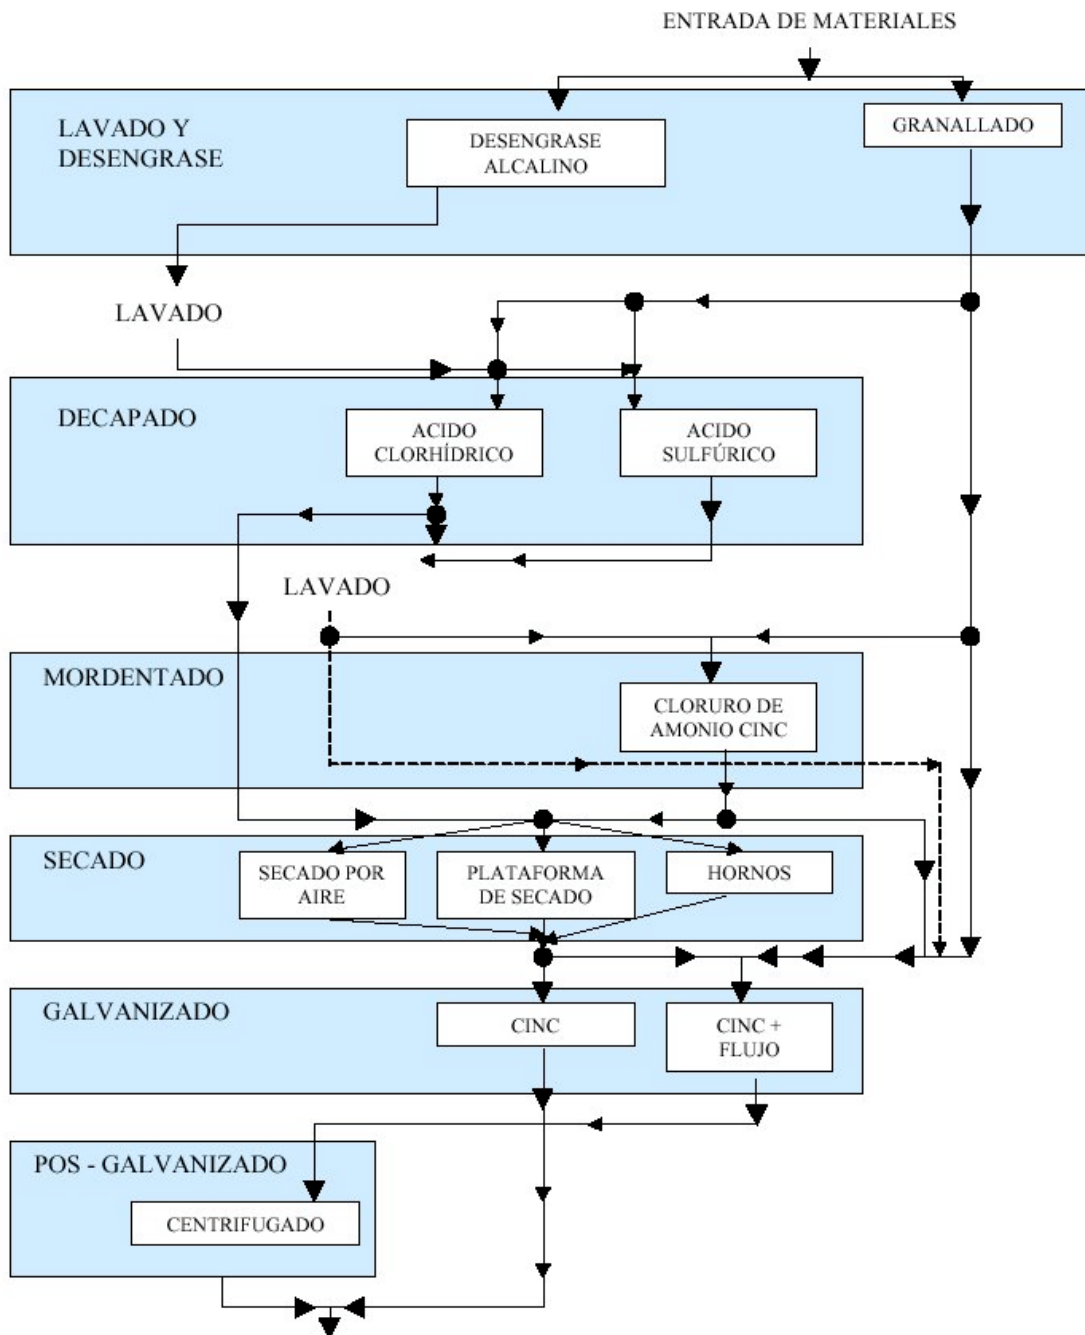 ENTRADA DE MATERIALES
LAVADO Y
DESENGRASE
DESENGRASE
ALCALINO
GRANALLADO
LAVADO
DECAPADO
ACIDO
CLORHÍDRICO
ACIDO
SULFÚRICO
LAVADO
MORDENTADO
CLORURO DE
AMONIO CINC
SECADO
SECADO POR
AIRE
PLATAFORMA
DE SECADO
HORNOS
GALVANIZADO
CINC
CINC +
FLUJO
POS - GALVANIZADO
CENTRIFUGADO